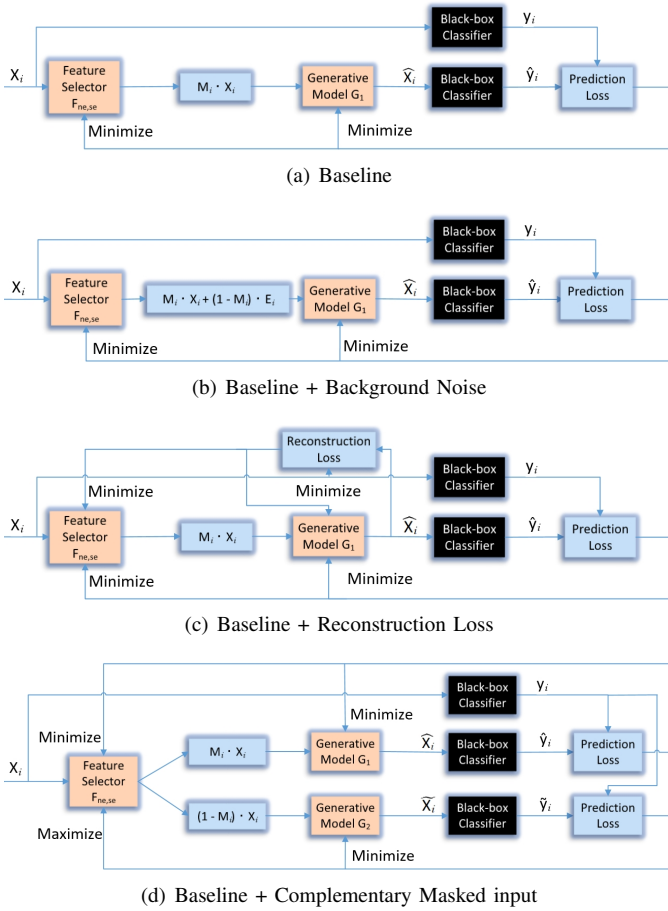 Black-box
Classifier
y_i
X_i
Feature
Selector
F_ne,se
M_i · X_i
Generative
Model G_1
X̂_i
Black-box
Classifier
ŷ_i
Prediction
Loss
Minimize
Minimize
(a) Baseline
Black-box
Classifier
y_i
X_i
Feature
Selector
F_ne,se
M_i · X_i + (1 - M_i) · E_i
Generative
Model G_1
X̂_i
Black-box
Classifier
ŷ_i
Prediction
Loss
Minimize
Minimize
(b) Baseline + Background Noise
Reconstruction
Loss
Black-box
Classifier
y_i
Minimize
Minimize
X_i
Feature
Selector
F_ne,se
M_i · X_i
Generative
Model G_1
X̂_i
Black-box
Classifier
ŷ_i
Prediction
Loss
Minimize
Minimize
(c) Baseline + Reconstruction Loss
Black-box
Classifier
y_i
Minimize
Minimize
X_i
Feature
Selector
F_ne,se
M_i · X_i
Generative
Model G_1
X̂_i
Black-box
Classifier
ŷ_i
Prediction
Loss
(1 - M_i) · X_i
Generative
Model G_2
X̃_i
Black-box
Classifier
ỹ_i
Prediction
Loss
Maximize
Minimize
(d) Baseline + Complementary Masked input